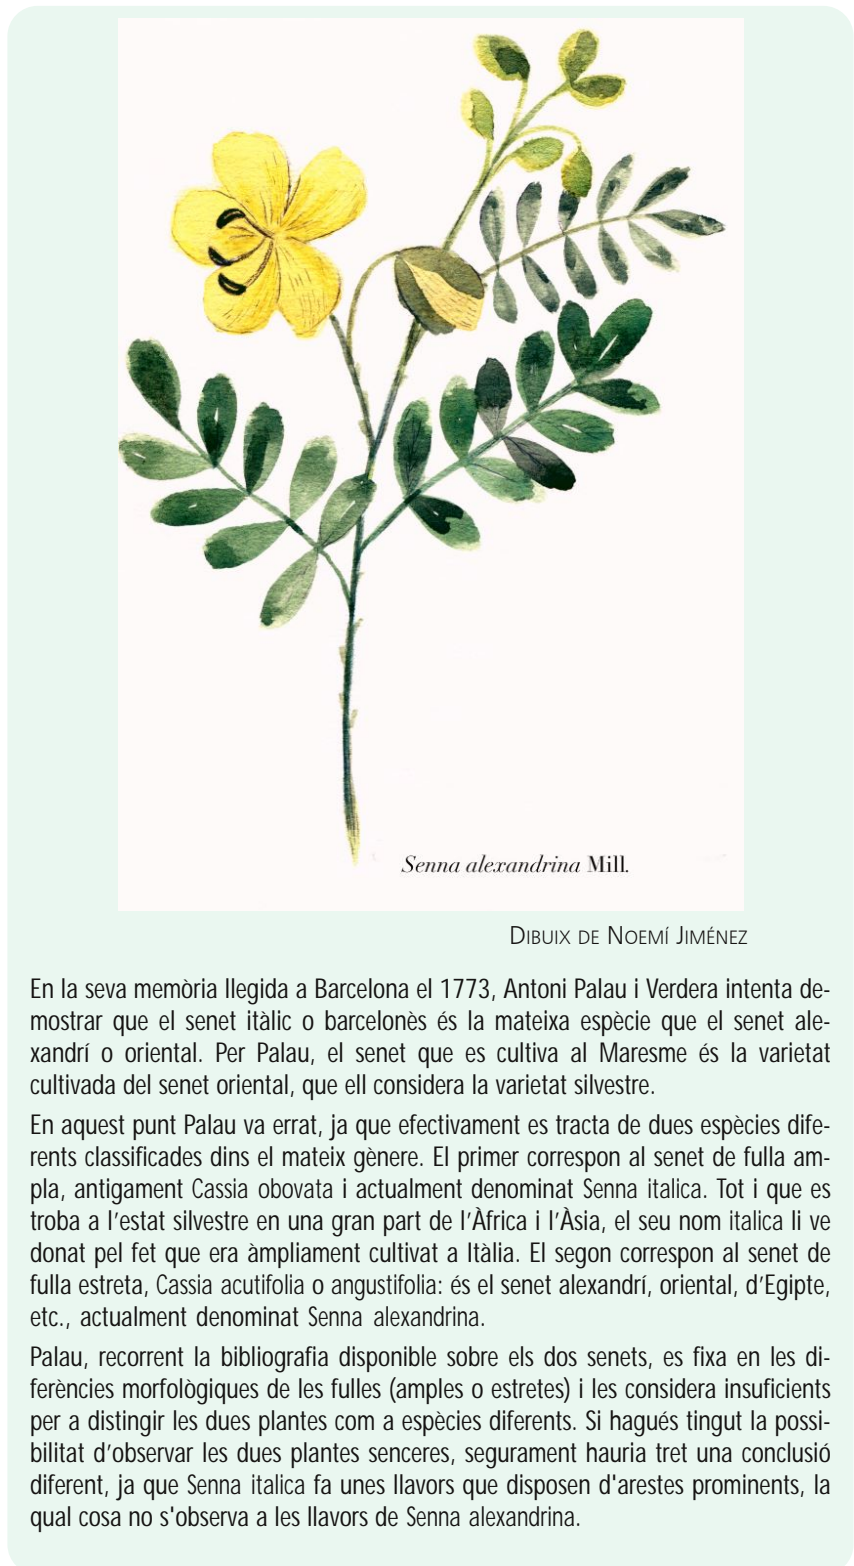 Senna alexandrina Mill.
DIBUIX DE NOEMÍ JIMÉNEZ
En la seva memòria llegida a Barcelona el 1773, Antoni Palau i Verdera intenta de-
mostrar que el senet itàlic o barcelonès és la mateixa espècie que el senet ale-
xandrí o oriental. Per Palau, el senet que es cultiva al Maresme és la varietat
cultivada del senet oriental, que ell considera la varietat silvestre.
En aquest punt Palau va errat, ja que efectivament es tracta de dues espècies dife-
rents classificades dins el mateix gènere. El primer correspon al senet de fulla am-
pla, antigament Cassia obovata i actualment denominat Senna italica. Tot i que es
troba a l'estat silvestre en una gran part de l'Àfrica i l'Àsia, el seu nom italica li ve
donat pel fet que era àmpliament cultivat a Itàlia. El segon correspon al senet de
fulla estreta, Cassia acutifolia o angustifolia: és el senet alexandrí, oriental, d'Egipte,
etc., actualment denominat Senna alexandrina.
Palau, recorrent la bibliografia disponible sobre els dos senets, es fixa en les di-
ferències morfològiques de les fulles (amples o estretes) i les considera insuficients
per a distingir les dues plantes com a espècies diferents. Si hagués tingut la possi-
bilitat d'observar les dues plantes senceres, segurament hauria tret una conclusió
diferent, ja que Senna italica fa unes llavors que disposen d'arestes prominents, la
qual cosa no s'observa a les llavors de Senna alexandrina.